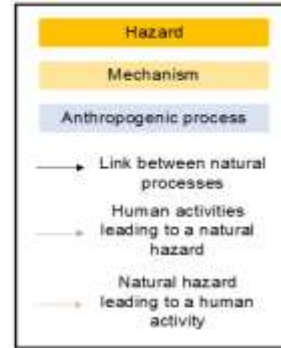 Hazard
Mechanism
Anthropogenic process
Link between natural
processes
Human activities
leading to a natural
hazard
Natural hazard
leading to a human
activity